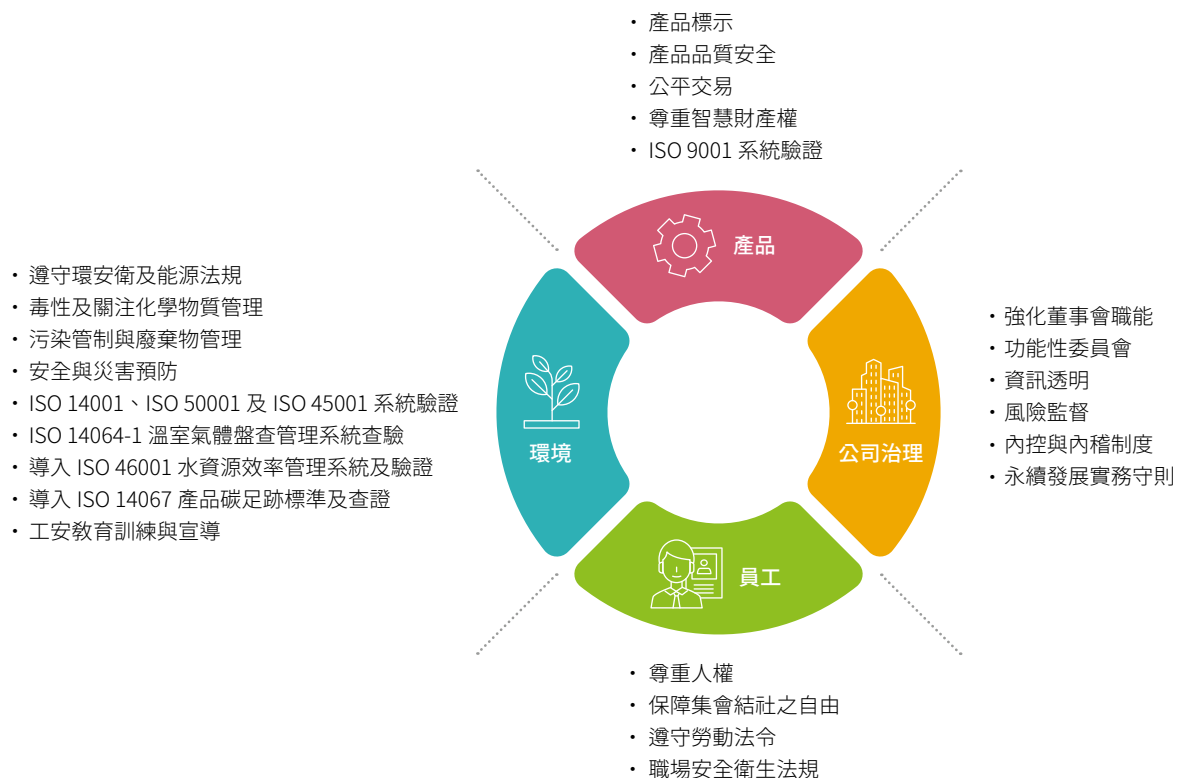 ・ 產品標示
・ 產品品質安全
・ 公平交易
・ 尊重智慧財產權
・ ISO 9001 系統驗證
產品
・ 遵守環安衛及能源法規
・ 毒性及關注化學物質管理
・ 污染管制與廢棄物管理
・ 安全與災害預防
・ ISO 14001、ISO 50001 及 ISO 45001 系統驗證
・ ISO 14064-1 溫室氣體盤查管理系統查驗
・ 導入 ISO 46001 水資源效率管理系統及驗證
・ 導入 ISO 14067 產品碳足跡標準及查證
・ 工安教育訓練與宣導
環境
公司治理
・強化董事會職能
・功能性委員會
・資訊透明
・風險監督
・內控與內稽制度
・永續發展實務守則
員工
・ 尊重人權
・ 保障集會結社之自由
・ 遵守勞動法令
・ 職場安全衛生法規